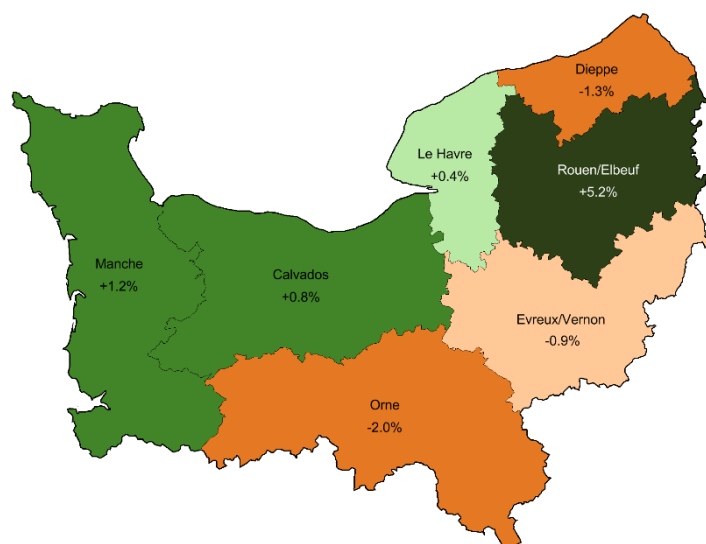 Dieppe
-1.3%
Le Havre
+0.4%
Rouen/Elbeuf
+5.2%
Manche
+1.2%
Calvados
+0.8%
Evreux/Vernon
-0.9%
Orne
-2.0%